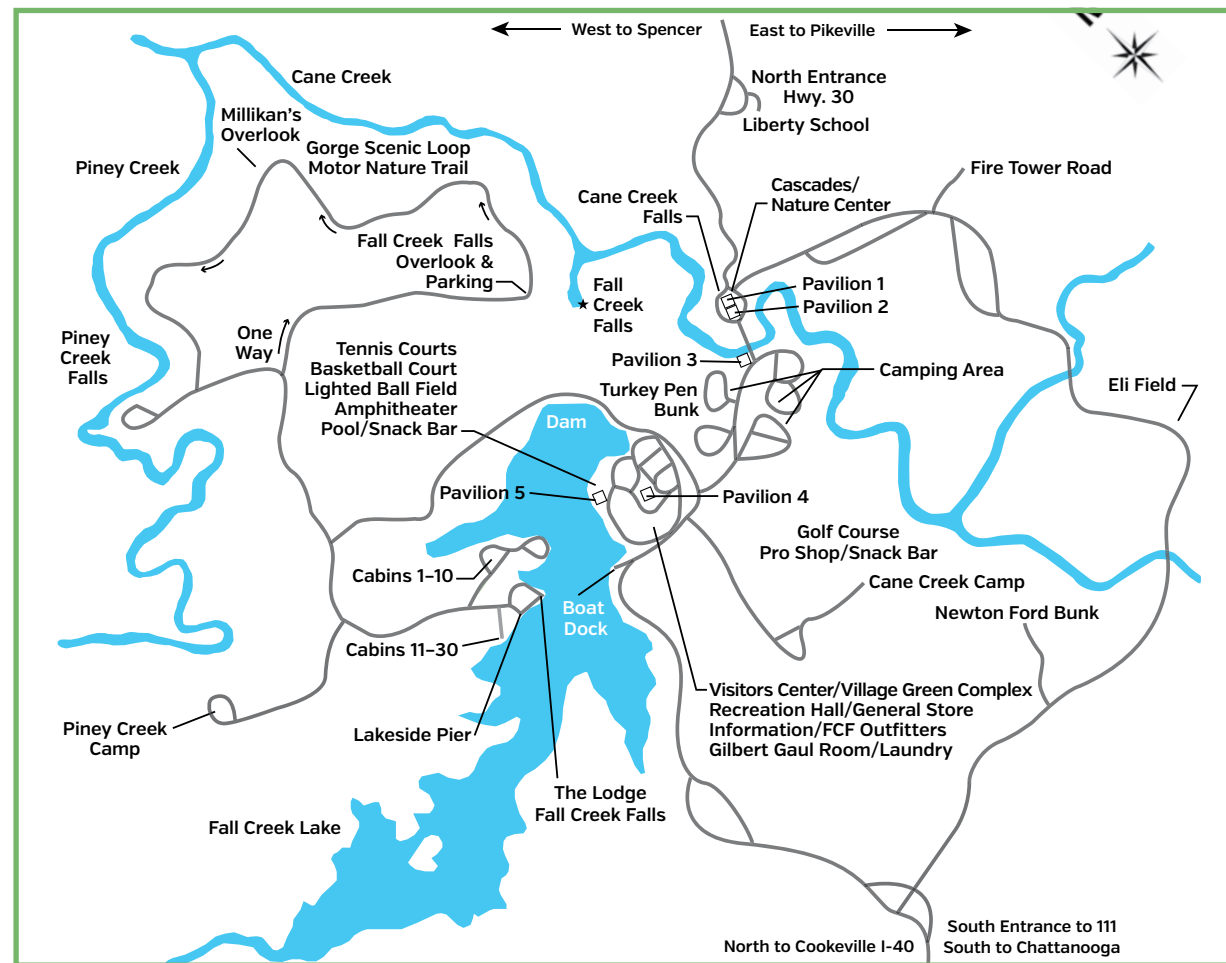 West to Spencer
East to Pikeville
Cane Creek
North Entrance
Hwy. 30
Liberty School
Millikan's
Overlook
Gorge Scenic Loop
Motor Nature Trail
Piney Creek
Fire Tower Road
Cascades/
Nature Center
Cane Creek
Falls
Fall Creek Falls
Overlook &
Parking
Fall
Creek
Falls
Pavilion 1
Pavilion 2
One
Way
Piney
Creek
Falls
Tennis Courts
Basketball Court
Lighted Ball Field
Amphitheater
Pool/Snack Bar
Pavilion 3
Camping Area
Turkey Pen
Bunk
Eli Field
Dam
Pavilion 5
Pavilion 4
Golf Course
Pro Shop/Snack Bar
Cabins 1–10
Cane Creek Camp
Boat
Dock
Newton Ford Bunk
Cabins 11–30
Visitors Center/Village Green Complex
Recreation Hall/General Store
Information/FCF Outfitters
Gilbert Gaul Room/Laundry
Piney Creek
Camp
Lakeside Pier
The Lodge
Fall Creek Falls
Fall Creek Lake
South Entrance to 111
South to Chattanooga
North to Cookeville I-40